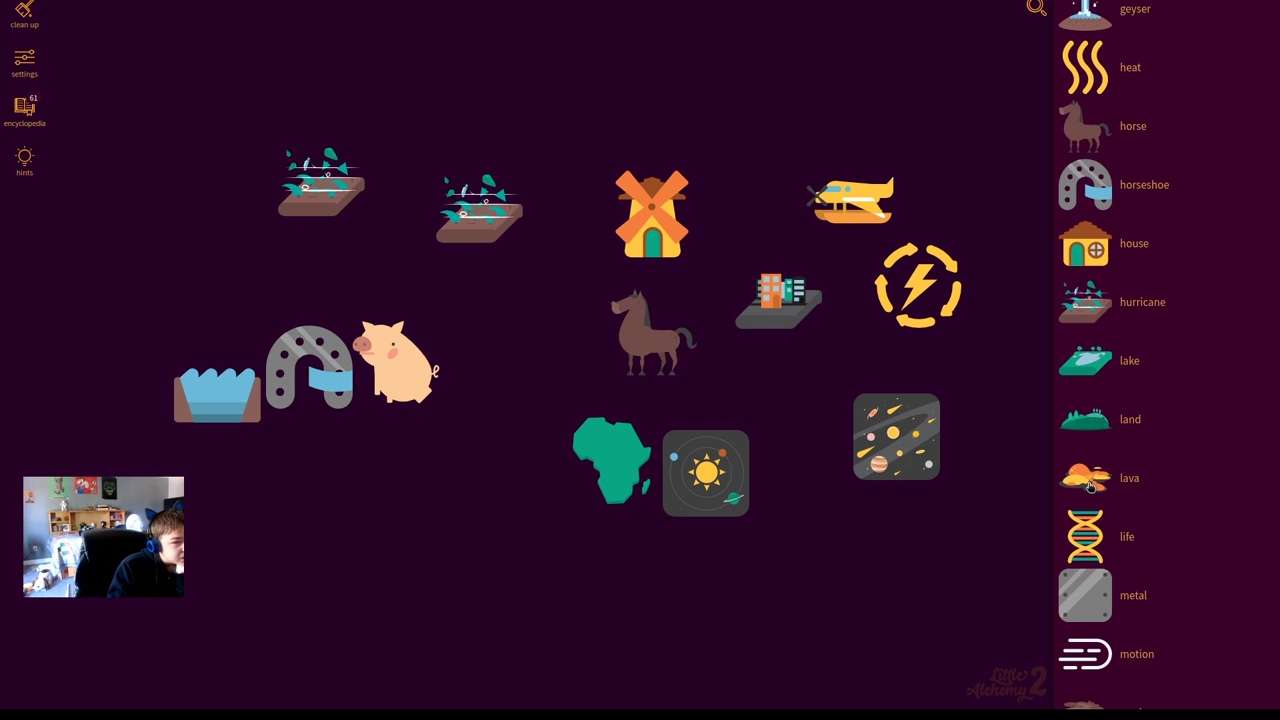 clean up
settings
61
encyclopedia
hints
geyser
heat
horse
horseshoe
house
hurricane
lake
land
lava
life
metal
motion
Little
Alchemy 2